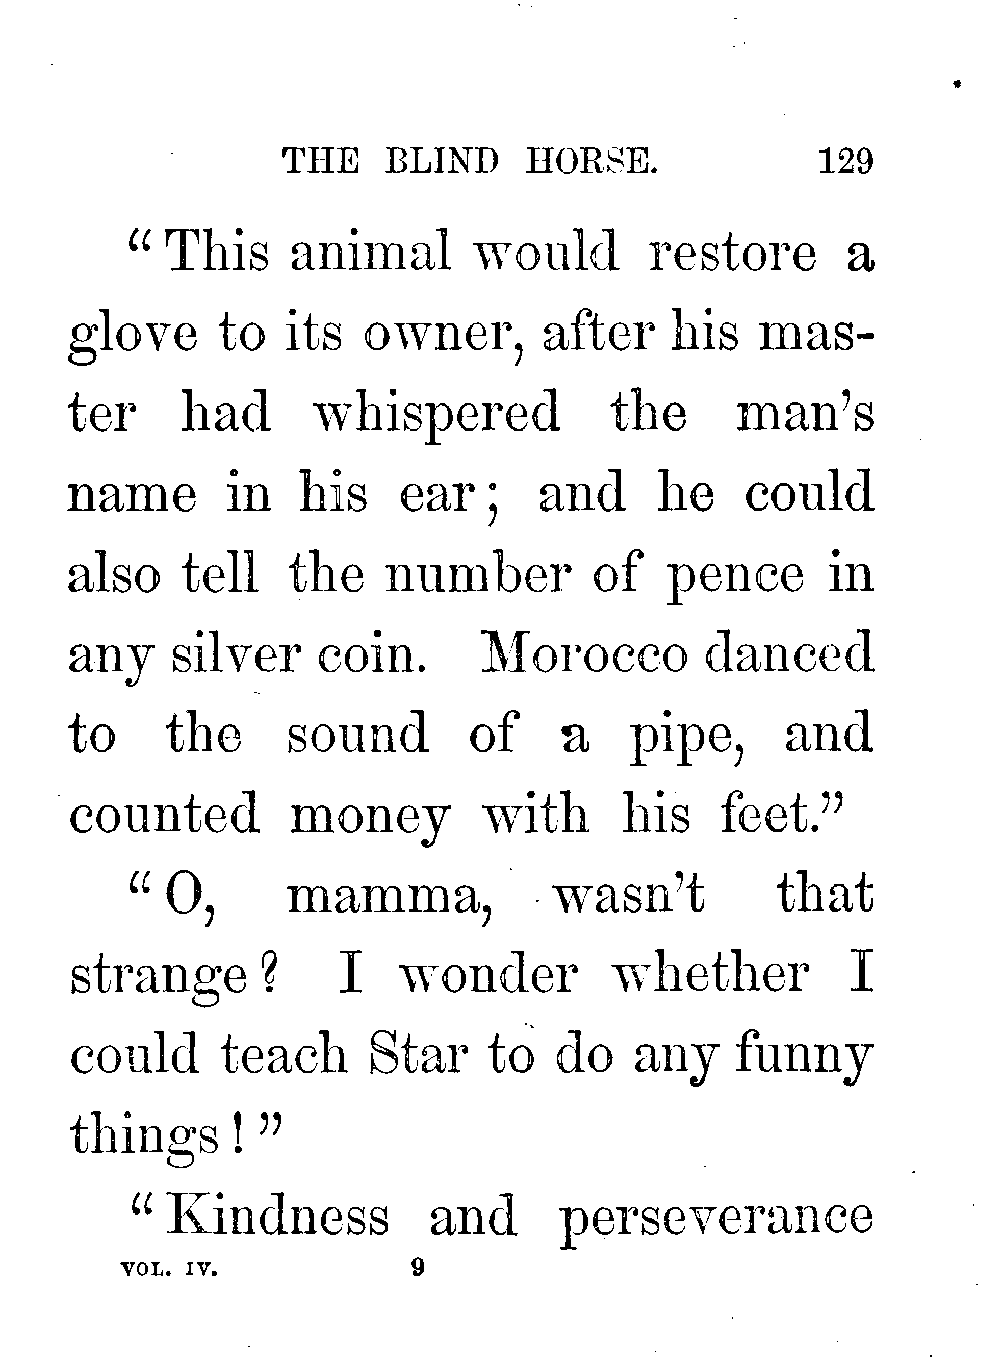 THE BLIND HORSE. 129
“This animal would restore a
glove to its owner, after his mas-
ter had whispered the man’s
name in his ear; and he could
also tell the number of pence in
any silver coin. Morocco danced
to the sound of a pipe, and
counted money with his feet.”
“O, mamma, wasn’t that
strange? I wonder whether I
could teach Star to do any funny
things!”
“Kindness and perseverance
VOL. IV. 9